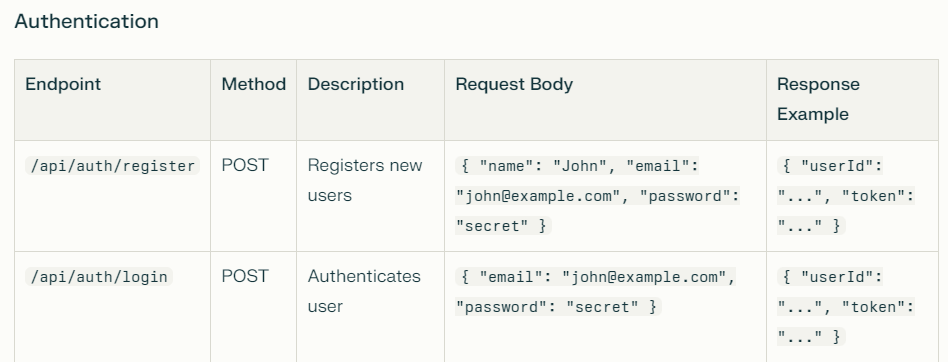 Authentication
Endpoint Method Description Request Body Response
Example
/api/auth/register POST Registers new { "name": "John", "email": { "userId":
users "john@example.com", "password": "...", "token":
"secret" } "..." }
/api/auth/login POST Authenticates { "email": "john@example.com", { "userId":
user "password": "secret" } "...", "token":
"..." }